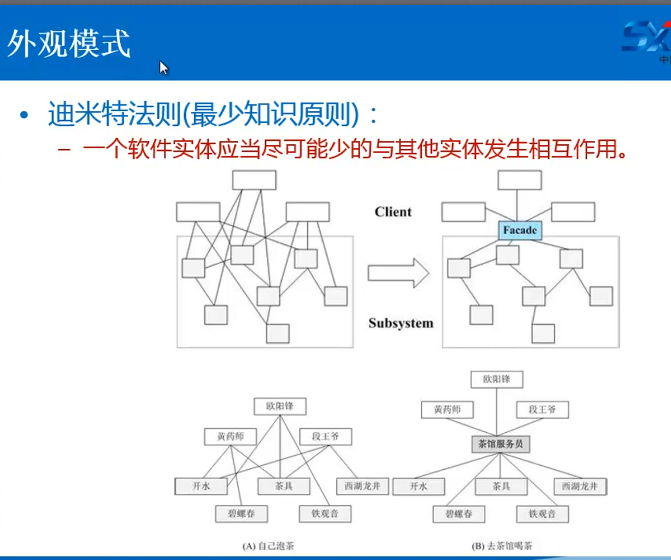 外观模式
SX
中
• 迪米特法则(最少知识原则)：
– 一个软件实体应当尽可能少的与其他实体发生相互作用。
Client
Facade
Subsystem
欧阳锋
黄药师
段王爷
开水
茶具
西湖龙井
碧螺春
铁观音
(A) 自己泡茶
欧阳锋
黄药师
段王爷
茶馆服务员
开水
茶具
西湖龙井
碧螺春
铁观音
(B) 去茶馆喝茶